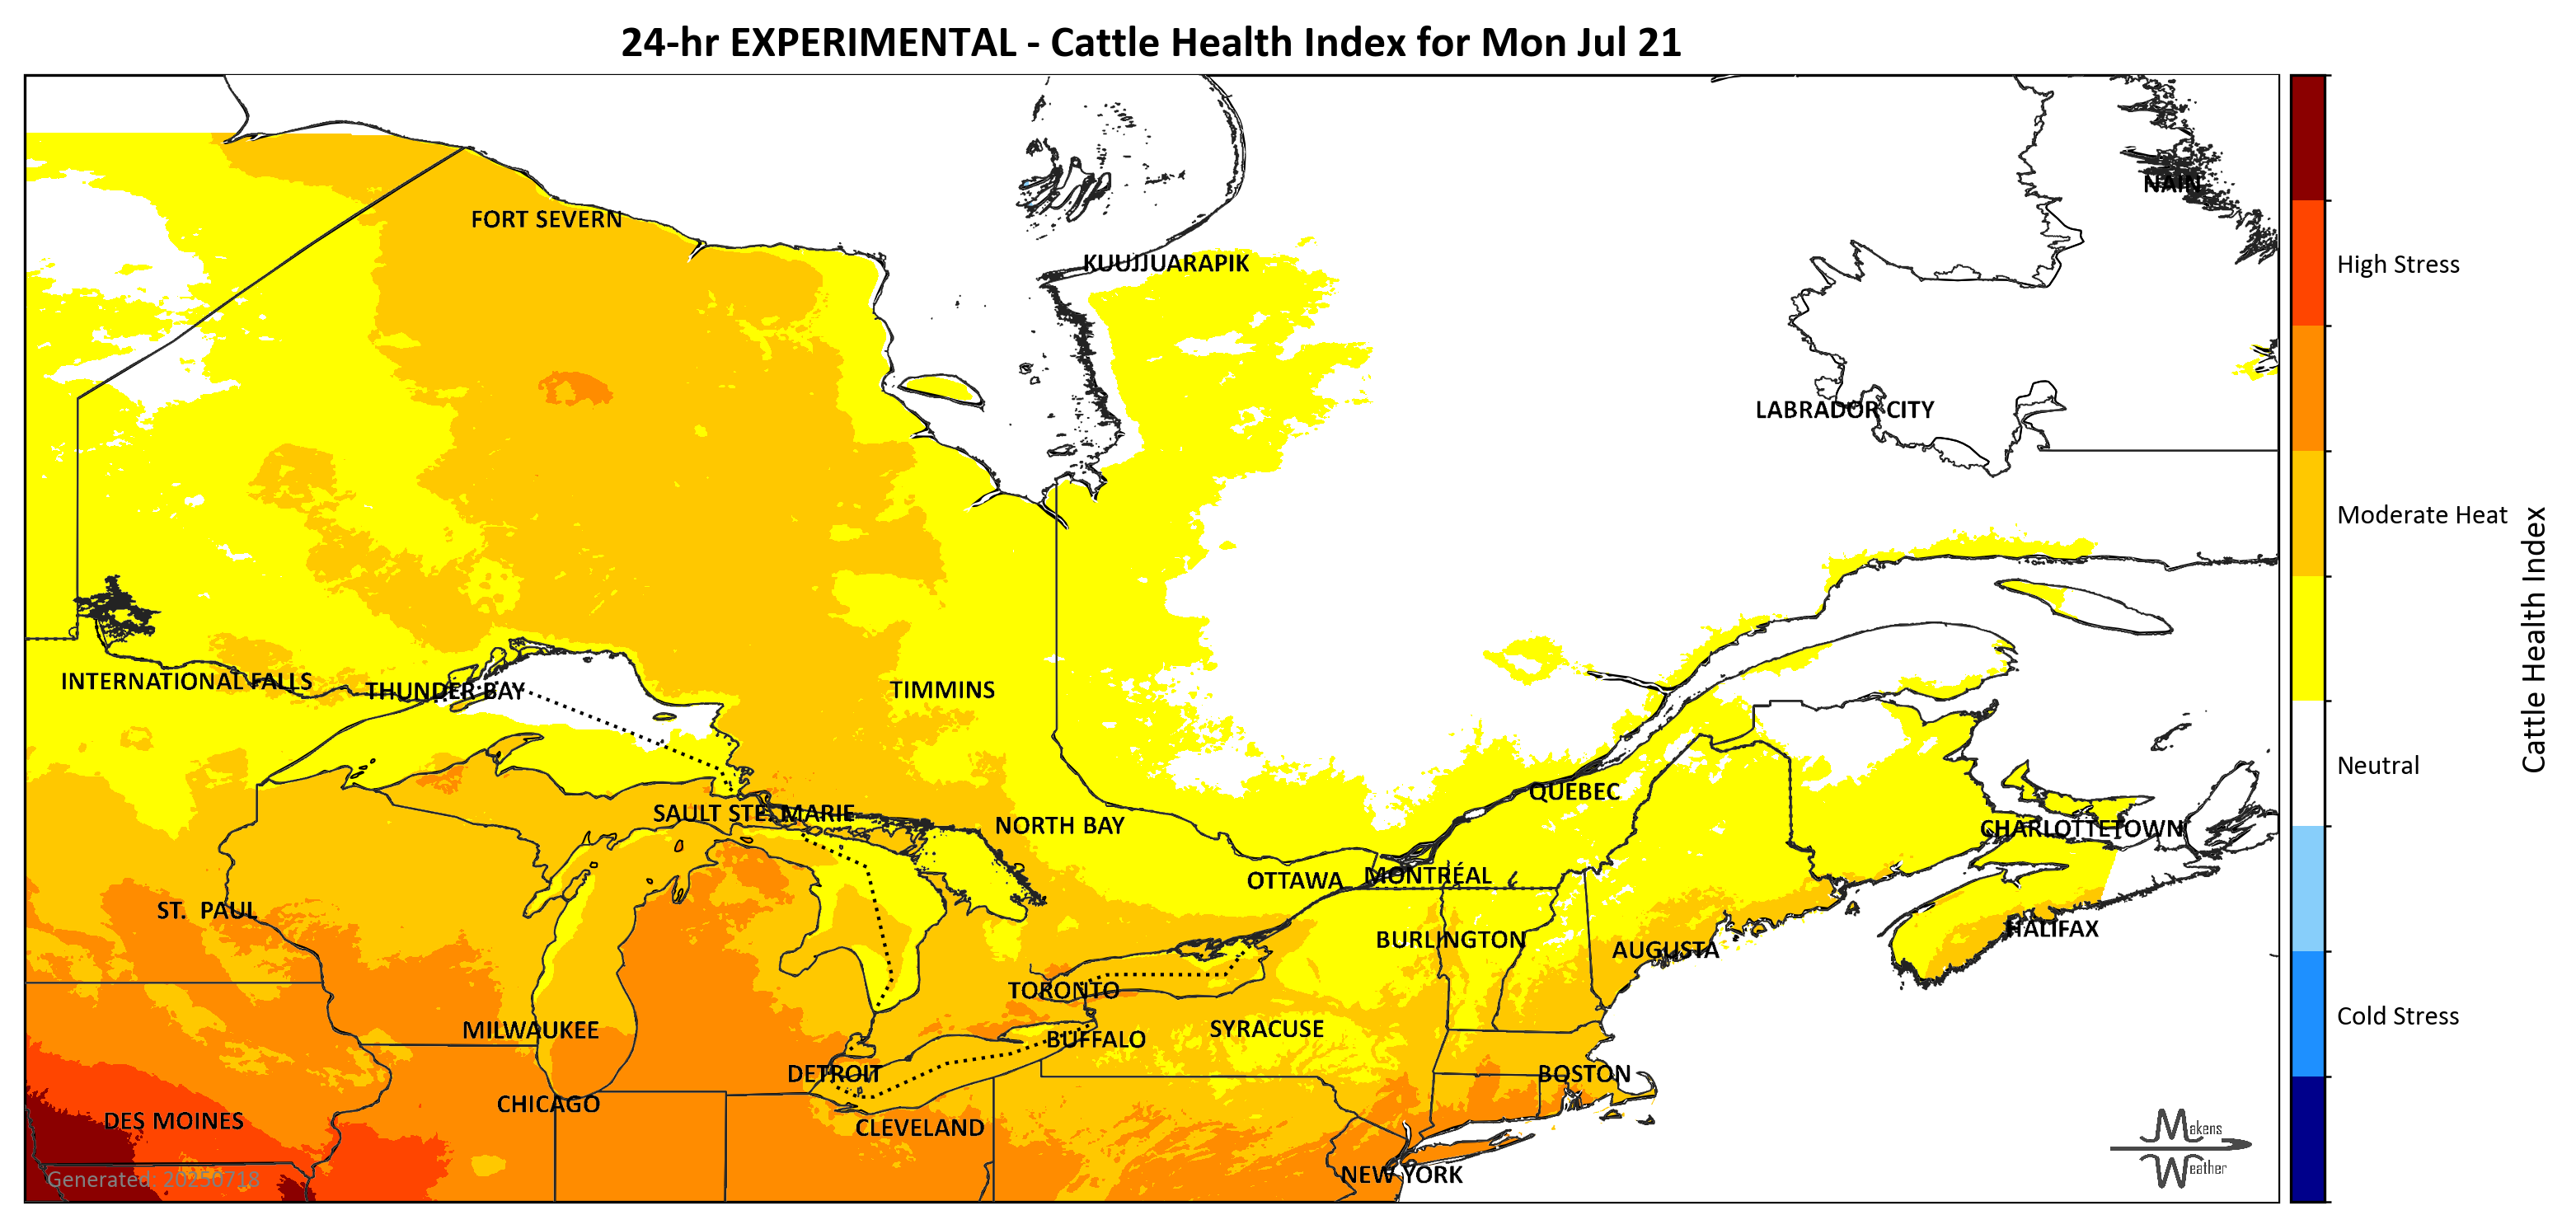 24-hr EXPERIMENTAL - Cattle Health Index for Mon Jul 21
NAIN
FORT SEVERN
KUUJJUARAPIK
High Stress
LABRADOR CITY
Moderate Heat
Cattle Health Index
INTERNATIONAL FALLS
THUNDER BAY
TIMMINS
Neutral
QUEBEC
SAULT STE. MARIE
NORTH BAY
CHARLOTTETOWN
OTTAWA
MONTRÉAL
ST. PAUL
HALIFAX
BURLINGTON
AUGUSTA
TORONTO
Cold Stress
MILWAUKEE
SYRACUSE
BUFFALO
DETROIT
BOSTON
CHICAGO
DES MOINES
CLEVELAND
Makens
Weather
NEW YORK
Generated: 20250718